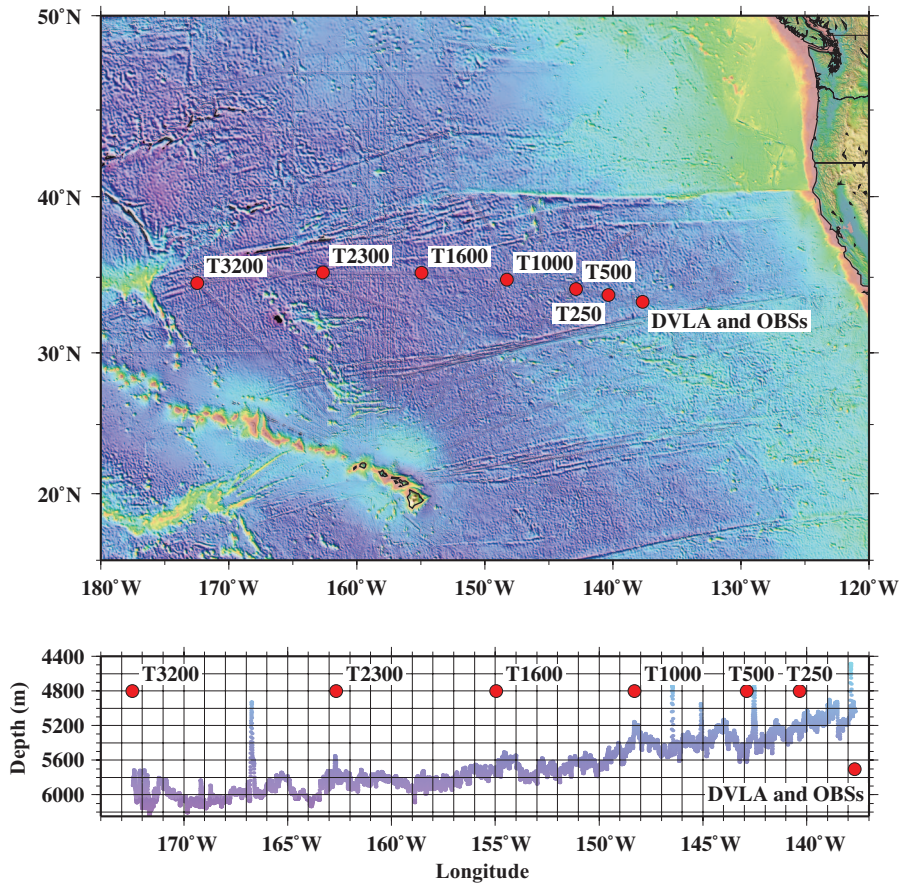 50˚N
40˚N
30˚N
20˚N
T3200
T2300
T1600
T1000
T500
T250
DVLA and OBSs
180˚W 170˚W 160˚W 150˚W 140˚W 130˚W 120˚W
4400
4800
5200
5600
6000
Depth (m)
T3200 T2300 T1600 T1000 T500 T250
DVLA and OBSs
170˚W 165˚W 160˚W 155˚W 150˚W 145˚W 140˚W
Longitude